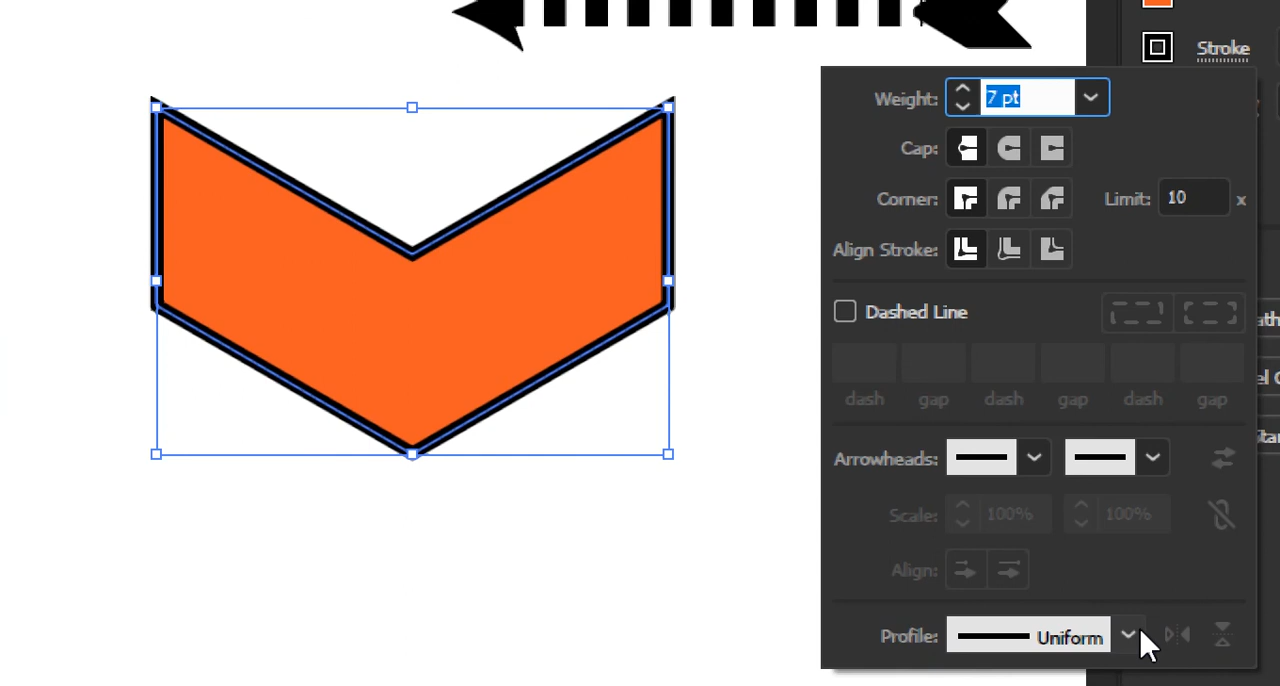 Stroke
Weight: 7 pt
Cap:
Corner: Limit: 10 x
Align Stroke:
Dashed Line
dash gap dash gap dash gap
Arrowheads:
Scale: 100% 100%
Align:
Profile: Uniform